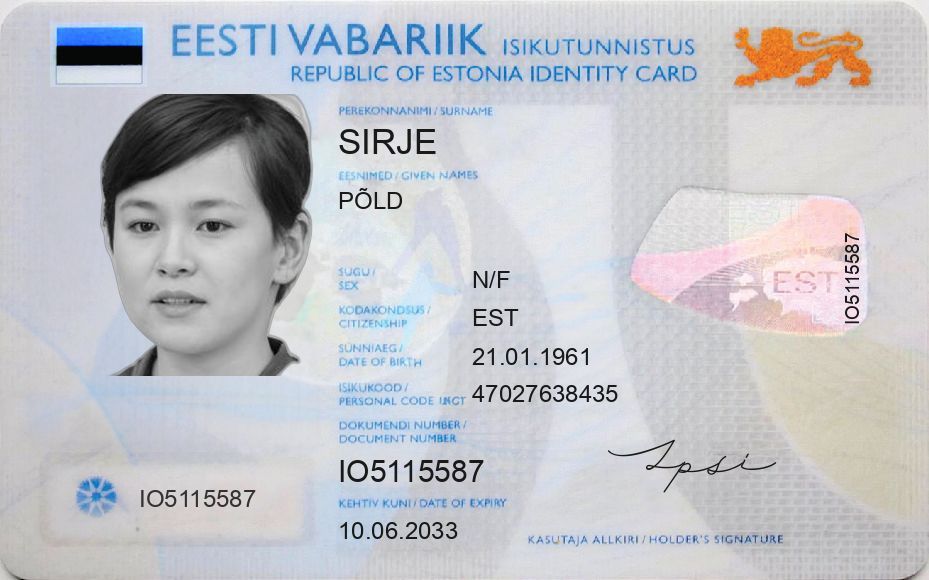 EESTI VABARIIK ISIKUTUNNISTUS
REPUBLIC OF ESTONIA IDENTITY CARD
PEREKONNANIMI / SURNAME
SIRJE
EESNIMED / GIVEN NAMES
PÕLD
SUGU /
SEX
N/F
KODAKONDSUS /
CITIZENSHIP
EST
SÜNNIAEG /
DATE OF BIRTH
21.01.1961
ISIKUKOOD /
PERSONAL CODE
47027638435
DOKUMENDI NUMBER /
DOCUMENT NUMBER
IO5115587
KEHTIV KUNI / DATE OF EXPIRY
10.06.2033
IO5115587
EST
IO5115587
KASUTAJA ALLKIRI / HOLDER'S SIGNATURE